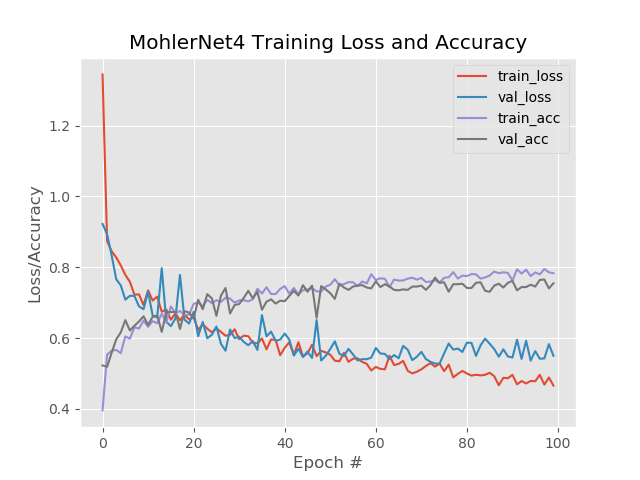 MohlerNet4 Training Loss and Accuracy
train_loss
val_loss
train_acc
val_acc
Loss/Accuracy
1.2
1.0
0.8
0.6
0.4
0 20 40 60 80 100
Epoch #